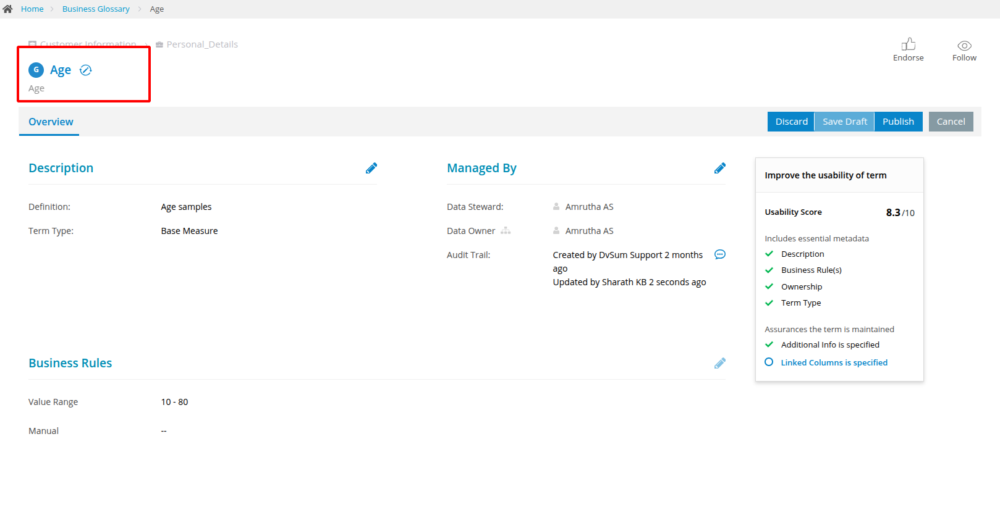 Home > Business Glossary > Age
Customer Information > Personal_Details
Endorse
Follow
G Age
Age
Overview
Discard
Save Draft
Publish
Cancel
Description
Definition:
Age samples
Term Type:
Base Measure
Managed By
Data Steward:
Amrutha AS
Data Owner
Amrutha AS
Audit Trail:
Created by DvSum Support 2 months
ago
Updated by Sharath KB 2 seconds ago
Improve the usability of term
Usability Score
8.3/10
Includes essential metadata
Description
Business Rule(s)
Ownership
Term Type
Assurances the term is maintained
Additional Info is specified
Linked Columns is specified
Business Rules
Value Range
10 - 80
Manual
--